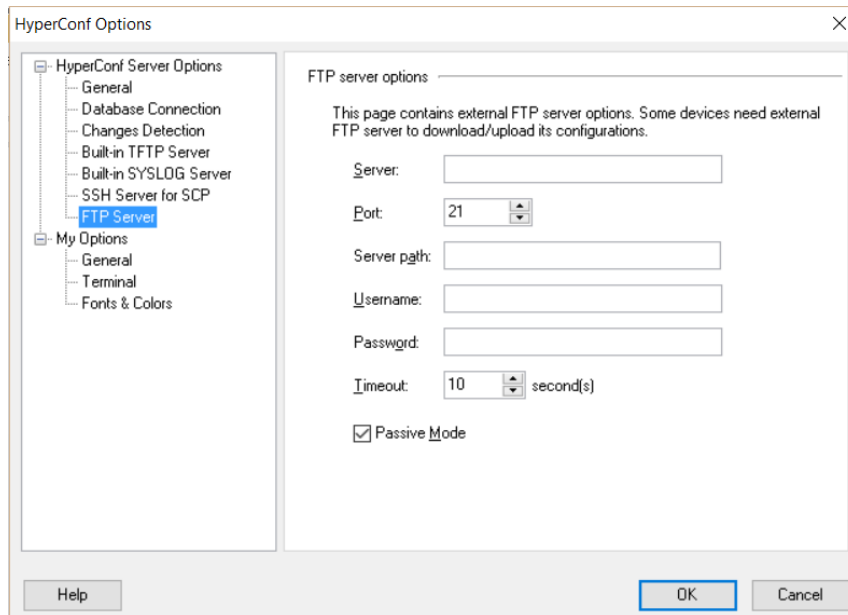 HyperConf Options
HyperConf Server Options
General
Database Connection
Changes Detection
Built-in TFTP Server
Built-in SYSLOG Server
SSH Server for SCP
FTP Server
My Options
General
Terminal
Fonts & Colors
FTP server options
This page contains external FTP server options. Some devices need external
FTP server to download/upload its configurations.
Server:
Port: 21
Server path:
Username:
Password:
Timeout: 10 second(s)
Passive Mode
Help OK Cancel